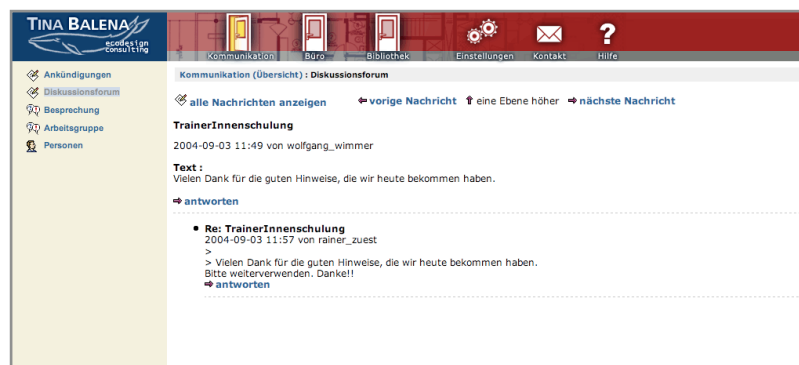 TINA BALENA
ecodesign
consulting
Kommunikation Büro Bibliothek Einstellungen Kontakt ? Hilfe
Ankündigungen
Diskussionsforum
Besprechung
Arbeitsgruppe
Personen
Kommunikation (Übersicht) : Diskussionsforum
alle Nachrichten anzeigen vorige Nachricht eine Ebene höher nächste Nachricht
TrainerInnenschulung
2004-09-03 11:49 von wolfgang_wimmer
Text :
Vielen Dank für die guten Hinweise, die wir heute bekommen haben.
antworten
Re: TrainerInnenschulung
2004-09-03 11:57 von rainer_zuest
>
> Vielen Dank für die guten Hinweise, die wir heute bekommen haben.
Bitte weiterverwenden. Danke!!
antworten